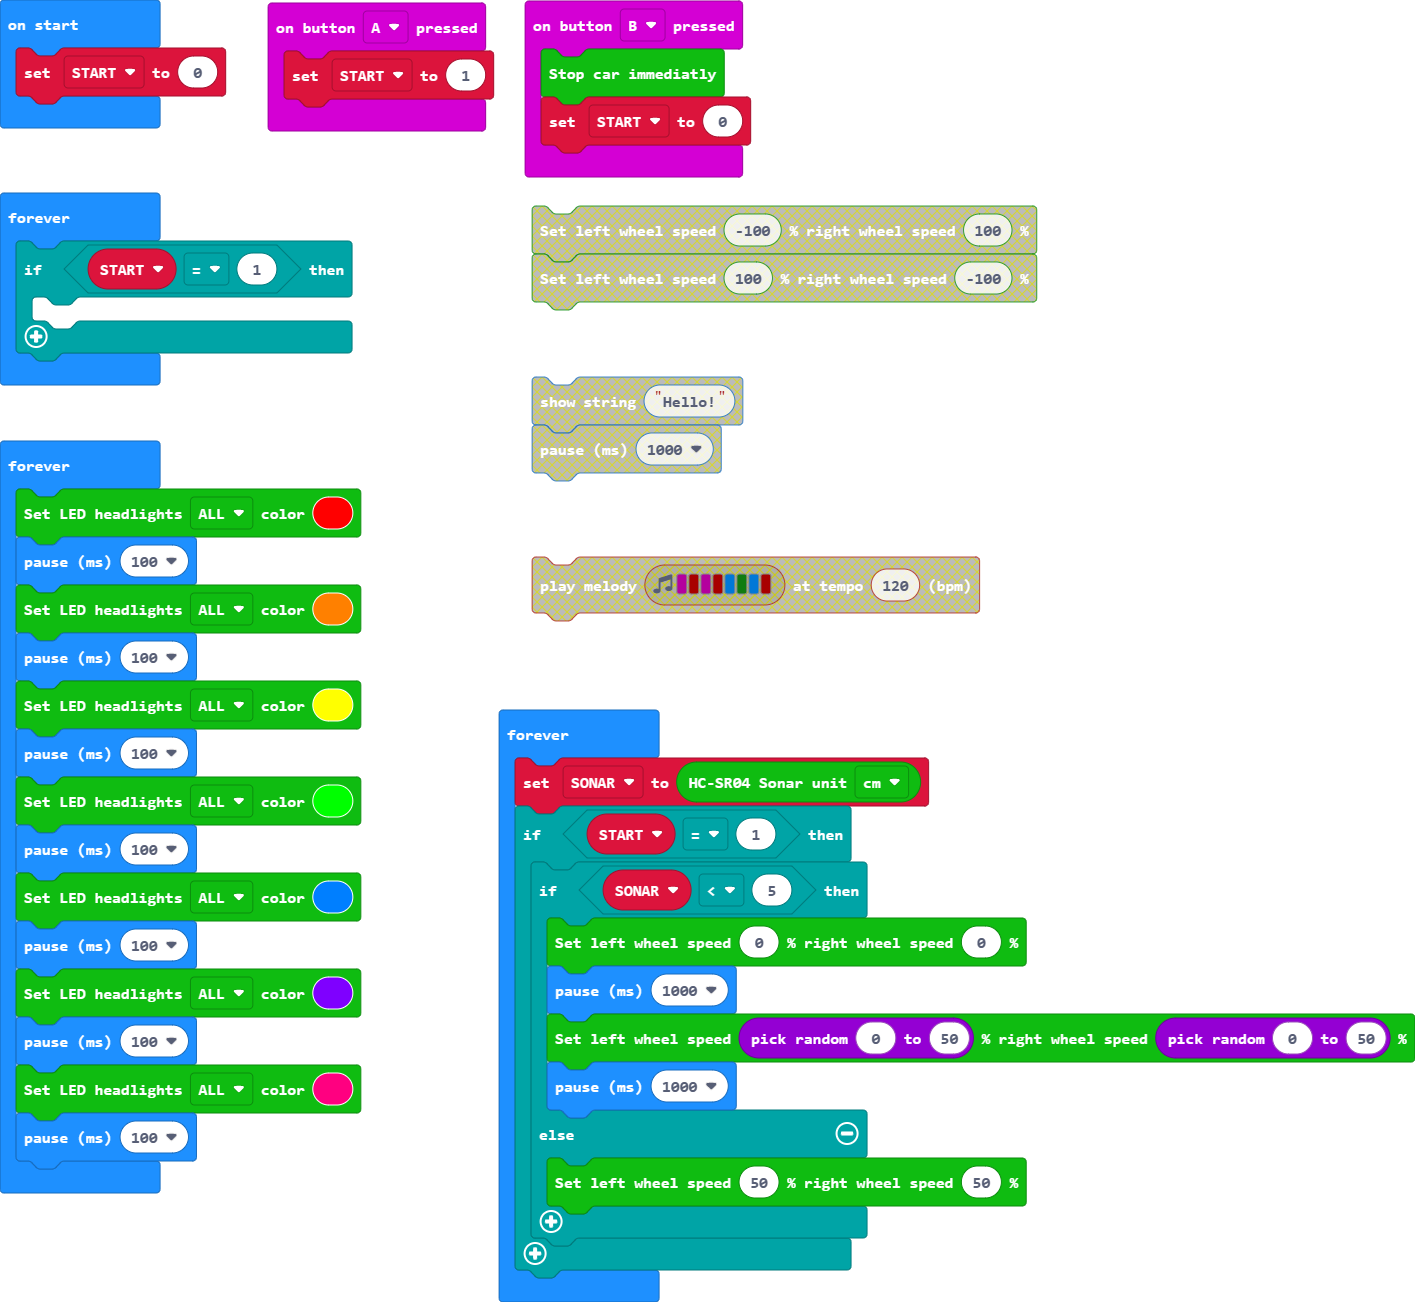 on start
set START to 0
on button A pressed
set START to 1
on button B pressed
Stop car immediatly
set START to 0
forever
if START = 1 then
Set left wheel speed -100 % right wheel speed 100 %
Set left wheel speed 100 % right wheel speed -100 %
show string "Hello!"
pause (ms) 1000
play melody at tempo 120 (bpm)
forever
Set LED headlights ALL color
pause (ms) 100
Set LED headlights ALL color
pause (ms) 100
Set LED headlights ALL color
pause (ms) 100
Set LED headlights ALL color
pause (ms) 100
Set LED headlights ALL color
pause (ms) 100
Set LED headlights ALL color
pause (ms) 100
Set LED headlights ALL color
pause (ms) 100
forever
set SONAR to HC-SR04 Sonar unit cm
if START = 1 then
if SONAR < 5 then
Set left wheel speed 0 % right wheel speed 0 %
pause (ms) 1000
Set left wheel speed pick random 0 to 50 % right wheel speed pick random 0 to 50 %
pause (ms) 1000
else
Set left wheel speed 50 % right wheel speed 50 %